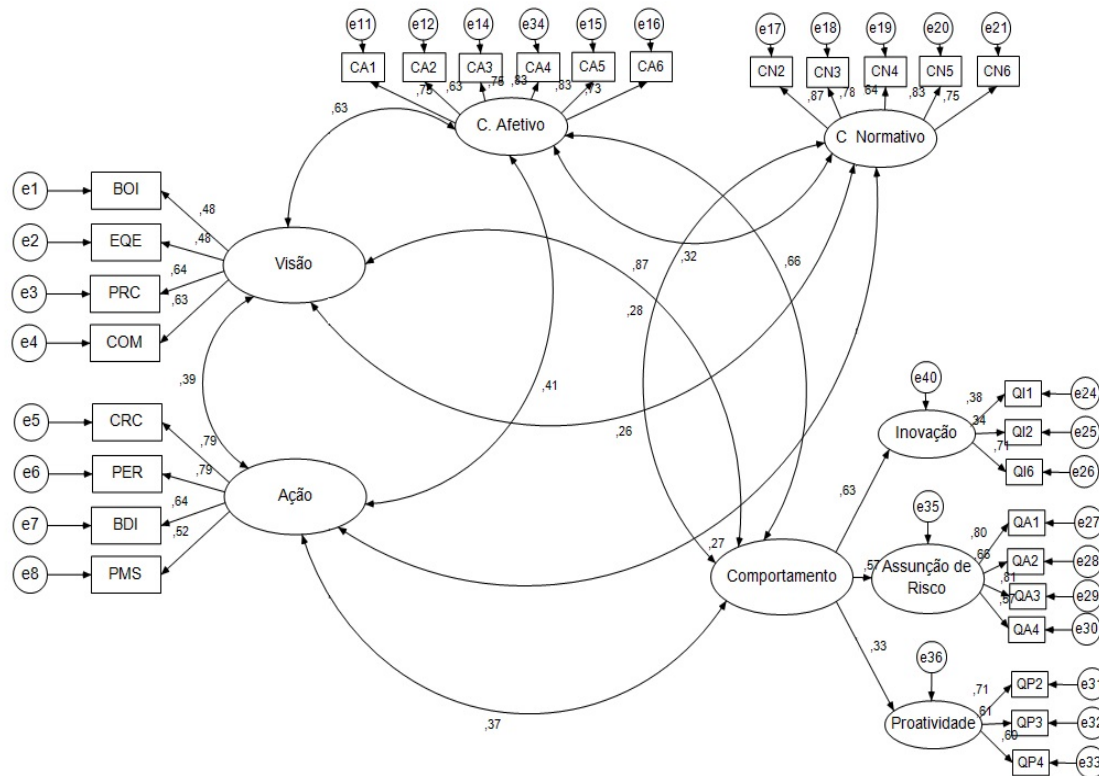 e11
e12
e14
e34
e15
e16
CA1
CA2
CA3
CA4
CA5
CA6
,75
,63
,75
,83
,83
,73
C. Afetivo
e17
e18
e19
e20
e21
CN2
CN3
CN4
CN5
CN6
,87
,78
,64
,83
,75
C Normativo
,63
e1
BOI
,48
e2
EQE
,48
e3
PRC
,64
e4
COM
,63
Visão
,87
,32
,66
,28
,39
,41
,26
e5
CRC
,79
e6
PER
,79
e7
BDI
,64
e8
PMS
,52
Ação
,27
,37
Comportamento
,63
,57
,33
e40
Inovação
,38
QI1
e24
,34
QI2
e25
,71
QI6
e26
e35
Assunção de
Risco
,80
QA1
e27
,66
QA2
e28
,81
QA3
e29
,57
QA4
e30
e36
Proatividade
,71
QP2
e31
,61
QP3
e32
,60
QP4
e33